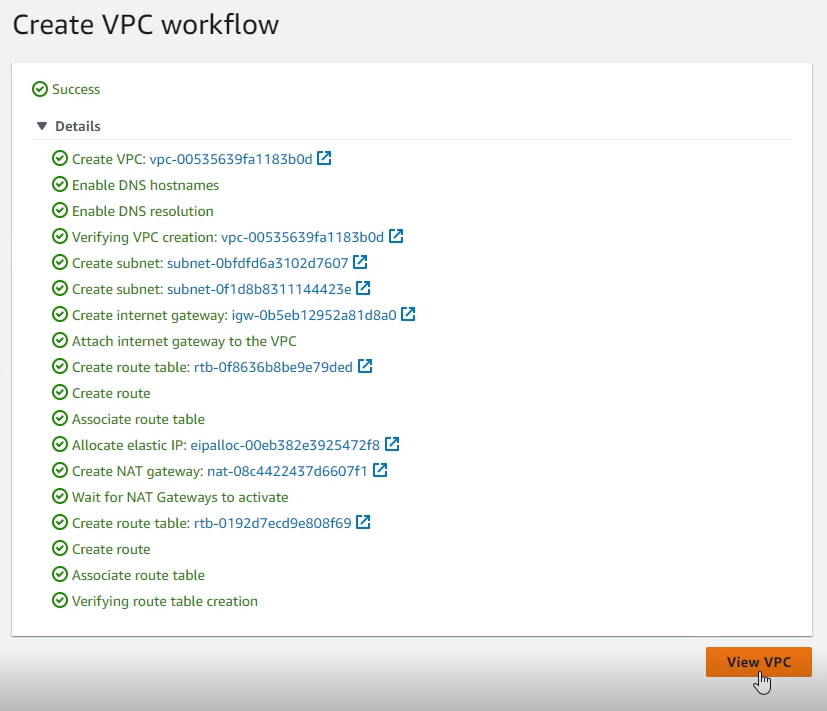 Create VPC workflow
Success
Details
Create VPC: vpc-00535639fa1183b0d
Enable DNS hostnames
Enable DNS resolution
Verifying VPC creation: vpc-00535639fa1183b0d
Create subnet: subnet-0bfdfd6a3102d7607
Create subnet: subnet-0f1d8b8311144423e
Create internet gateway: igw-0b5eb12952a81d8a0
Attach internet gateway to the VPC
Create route table: rtb-0f8636b8be9e79ded
Create route
Associate route table
Allocate elastic IP: eipalloc-00eb382e3925472f8
Create NAT gateway: nat-08c4422437d6607f1
Wait for NAT Gateways to activate
Create route table: rtb-0192d7ecd9e808f69
Create route
Associate route table
Verifying route table creation
View VPC